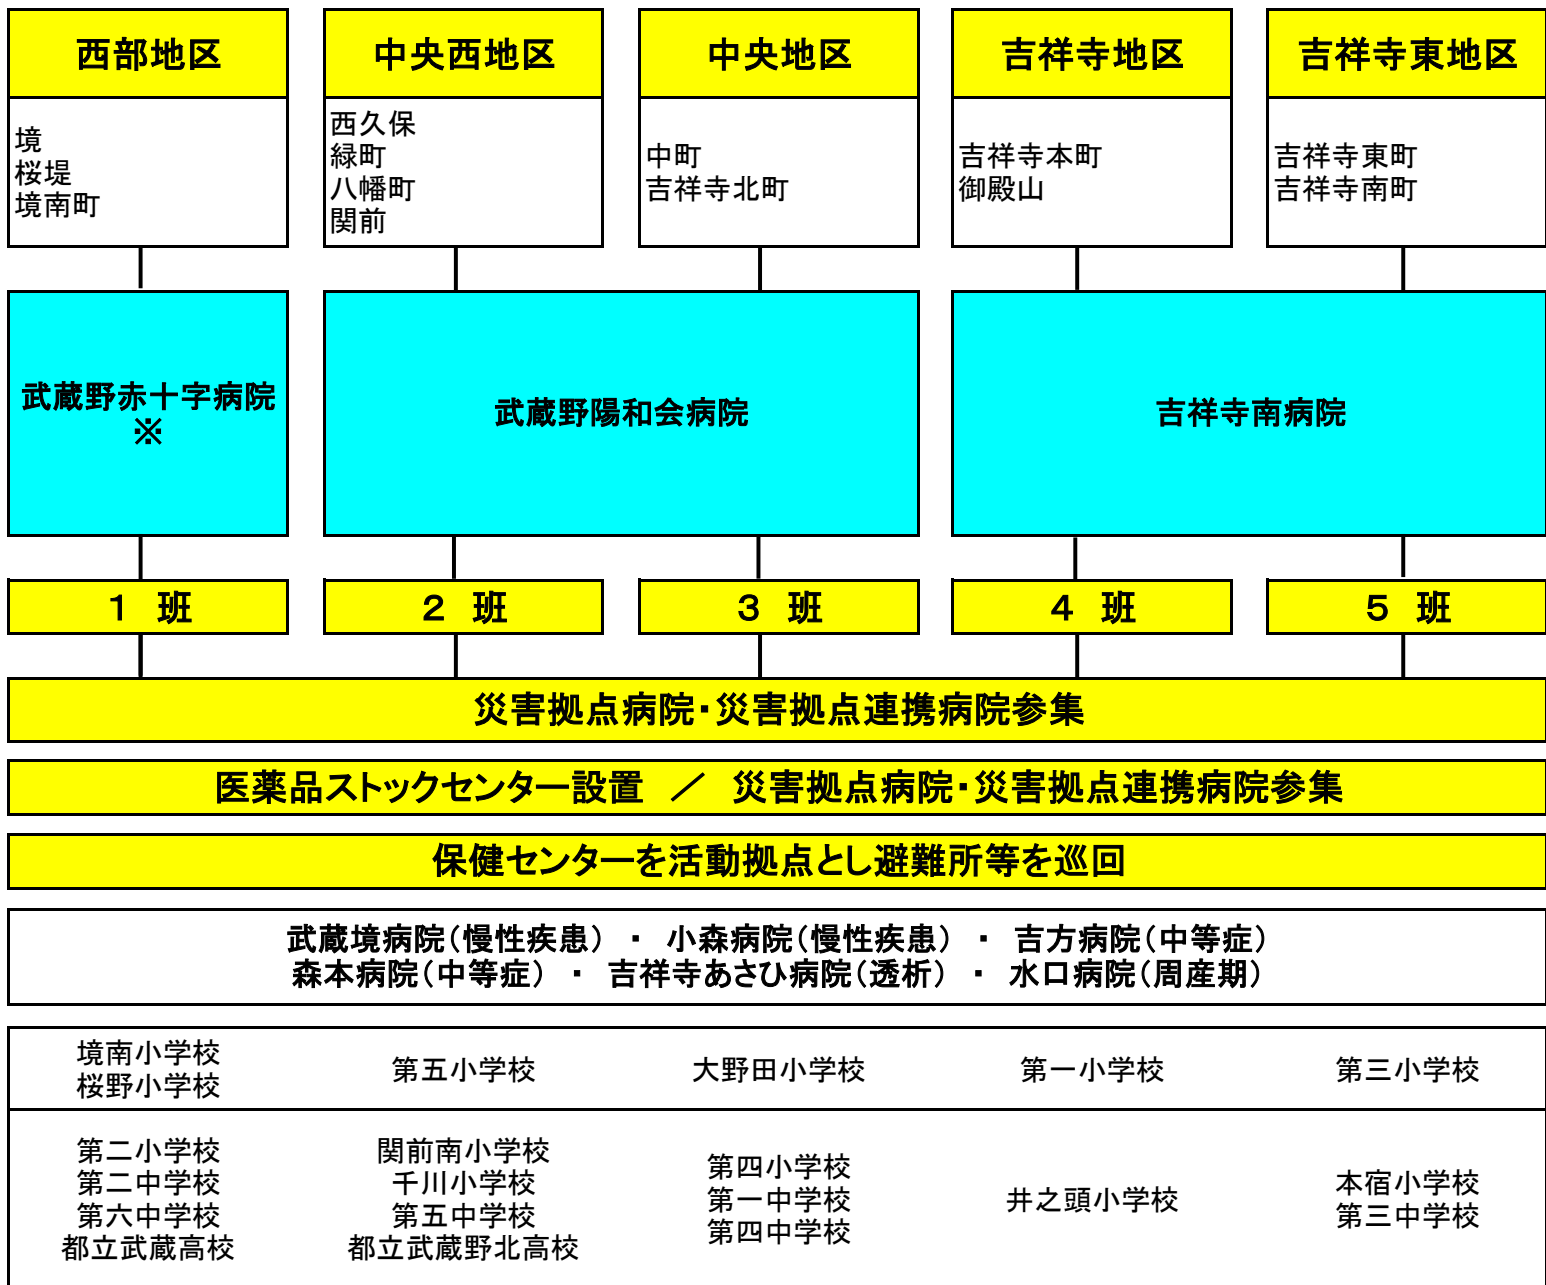 西部地区
中央西地区
中央地区
吉祥寺地区
吉祥寺東地区
境
桜堤
境南町
西久保
緑町
八幡町
関前
中町
吉祥寺北町
吉祥寺本町
御殿山
吉祥寺東町
吉祥寺南町
武蔵野赤十字病院
※
武蔵野陽和会病院
吉祥寺南病院
１　班
２　班
３　班
４　班
５　班
災害拠点病院・災害拠点連携病院参集
医薬品ストックセンター設置　／　災害拠点病院・災害拠点連携病院参集
保健センターを活動拠点とし避難所等を巡回
武蔵境病院（慢性疾患）　・　小森病院（慢性疾患）　・　吉方病院（中等症）
森本病院（中等症）　・　吉祥寺あさひ病院（透析）　・　水口病院（周産期）
境南小学校
桜野小学校
第五小学校
大野田小学校
第一小学校
第三小学校
第二小学校
第二中学校
第六中学校
都立武蔵高校
関前南小学校
千川小学校
第五中学校
都立武蔵野北高校
第四小学校
第一中学校
第四中学校
井之頭小学校
本宿小学校
第三中学校